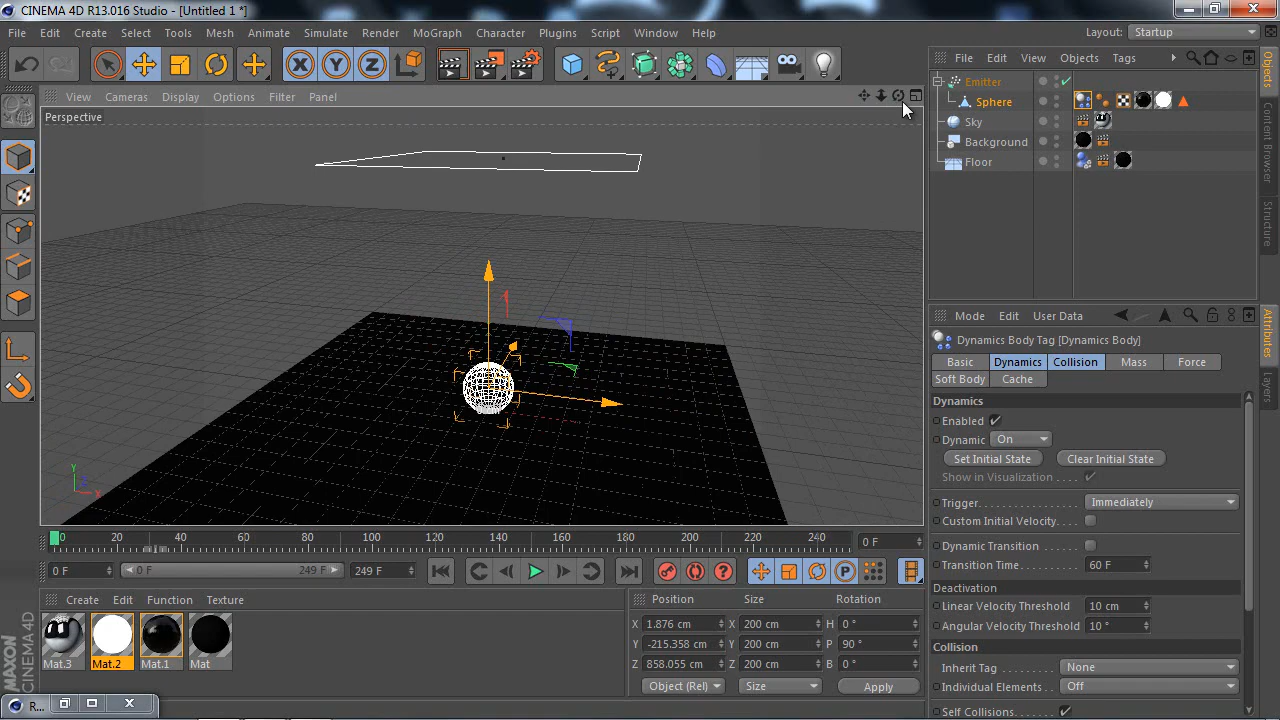 CINEMA 4D R13.016 Studio - [Untitled 1 *]
File Edit Create Select Tools Mesh Animate Simulate Render MoGraph Character Plugins Script Window Help
Layout: Startup
X Y Z
File Edit View Objects Tags
View Cameras Display Options Filter Panel
Perspective
Emitter
Sphere
Sky
Background
Floor
Objects
Content Browser
Structure
Mode Edit User Data
Dynamics Body Tag [Dynamics Body]
Basic Dynamics Collision Mass Force
Soft Body Cache
Attributes
Layers
Dynamics
Enabled
Dynamic On
Set Initial State Clear Initial State
Show in Visualization . . . .
Trigger. . . . . . . . . . . . . . . Immediately
Custom Initial Velocity. . . .
Dynamic Transition . . . . . .
Transition Time. . . . . . . . . 60 F
Deactivation
Linear Velocity Threshold 10 cm
Angular Velocity Threshold 10 °
Collision
Inherit Tag . . . . . . . . . None
Individual Elements . . Off
Self Collisions. . . . . . .
Y
X
0 20 40 60 80 100 120 140 160 180 200 220 240 0 F
0 F 0 F 249 F 249 F
P
Create Edit Function Texture
Mat.3 Mat.2 Mat.1 Mat
Position Size Rotation
X 1.876 cm X 200 cm H 0 °
Y -215.358 cm Y 200 cm P 90 °
Z 858.055 cm Z 200 cm B 0 °
Object (Rel) Size Apply
MAXON
CINEMA 4D
R...